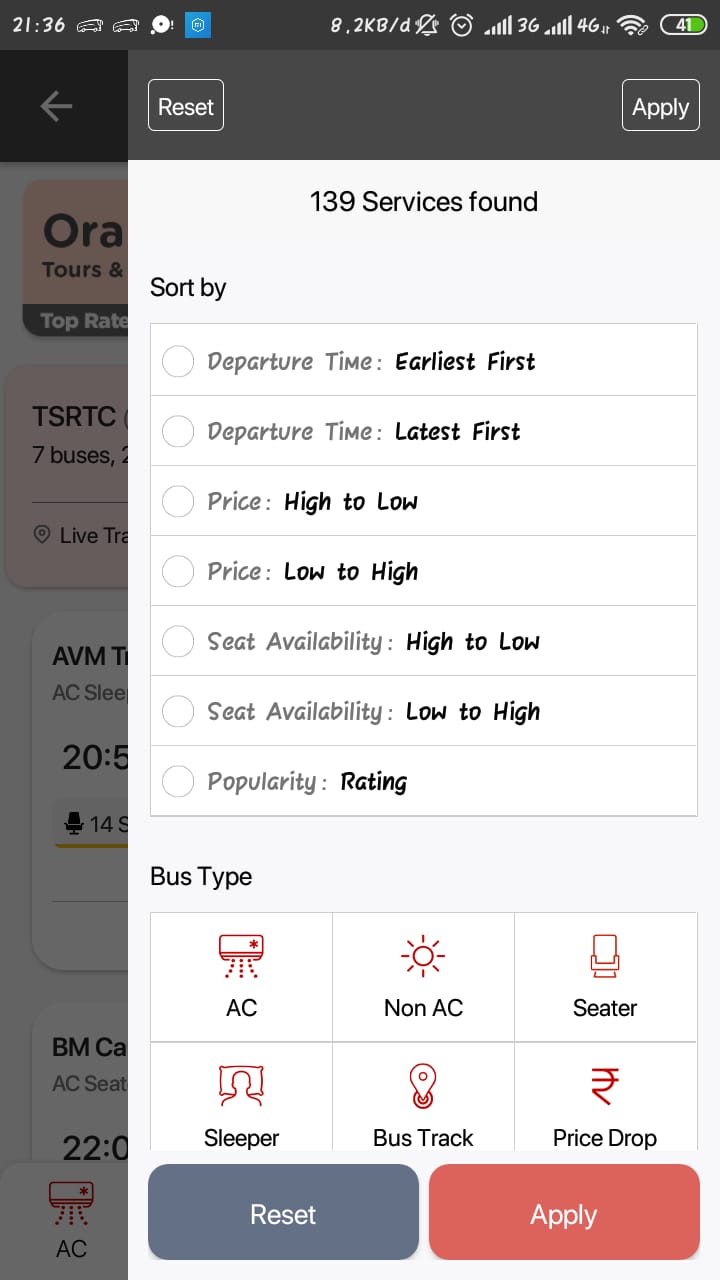 21:36 8.2KB/d 3G 4G 41
Reset Apply
139 Services found
Ora
Tours &
Top Rate
Sort by
Departure Time: Earliest First
Departure Time: Latest First
TSRTC (
7 buses, 2
Price: High to Low
Live Tra
Price: Low to High
Seat Availability: High to Low
AVM Tr
AC Sleep
Seat Availability: Low to High
20:5
Popularity: Rating
14 S
Bus Type
AC Non AC Seater
BM Ca
AC Seat
Sleeper Bus Track Price Drop
22:0
Reset Apply
AC